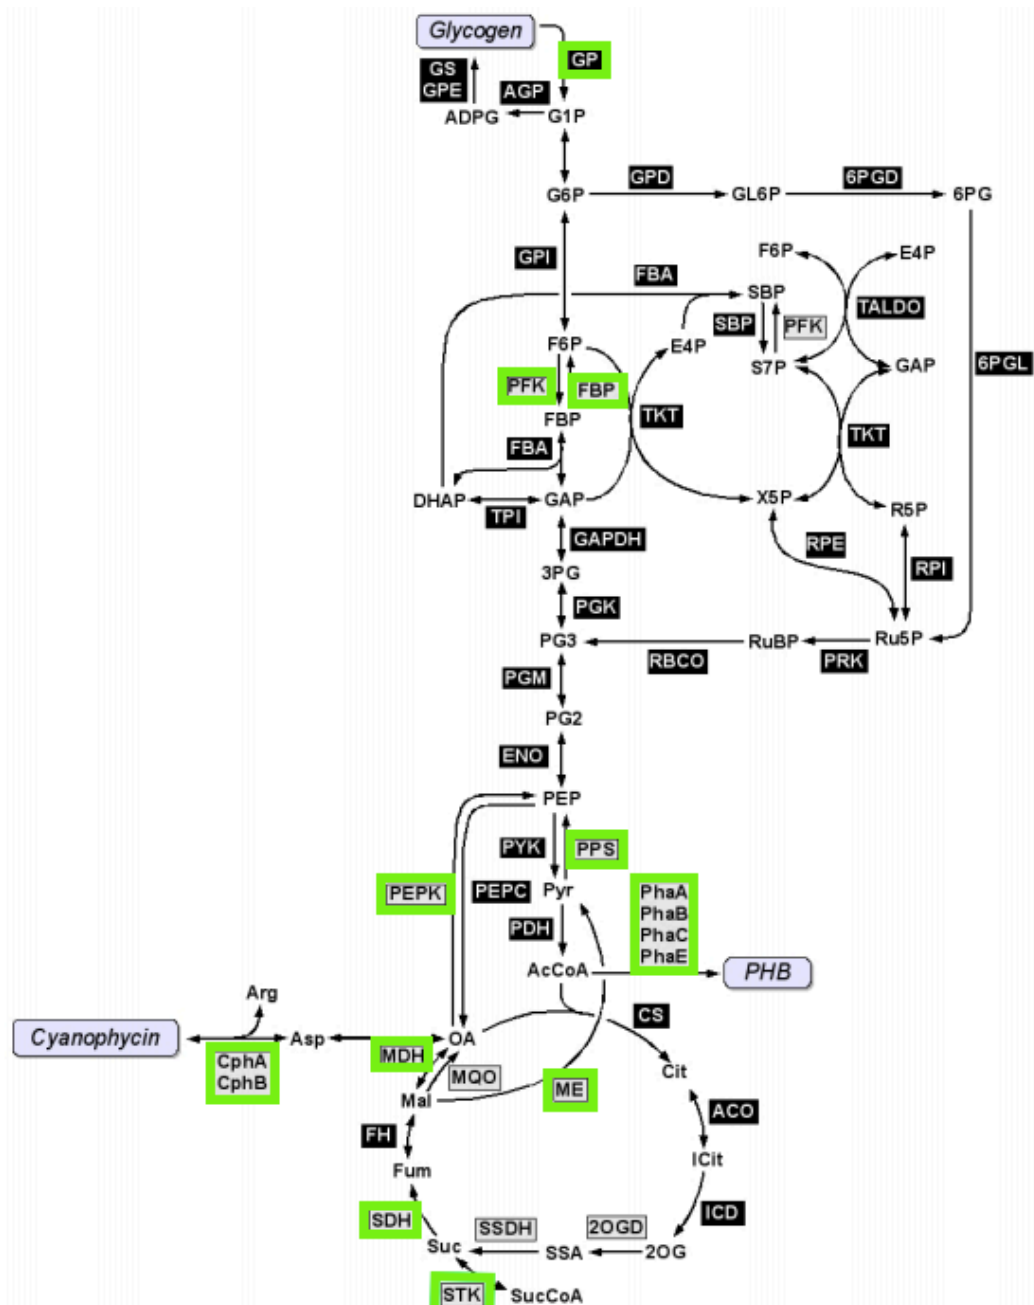 Glycogen
GP
GS
GPE
AGP
ADPG
G1P
G6P
GPD
GL6P
6PGD
6PG
GPI
F6P
E4P
FBA
SBP
SBP
PFK
TALDO
F6P
E4P
S7P
GAP
6PGL
PFK
FBP
FBP
TKT
TKT
FBA
DHAP
TPI
GAP
X5P
R5P
GAPDH
RPE
RPI
3PG
PGK
PG3
RBCO
RuBP
PRK
Ru5P
PGM
PG2
ENO
PEP
PYK
PPS
PEPK
PEPC
Pyr
PhaA
PhaB
PhaC
PhaE
PDH
AcCoA
PHB
Arg
Cyanophycin
Asp
CphA
CphB
MDH
OA
CS
MQO
ME
Cit
Mal
ACO
FH
ICit
Fum
ICD
SDH
Suc
SSDH
SSA
2OGD
2OG
STK
SucCoA